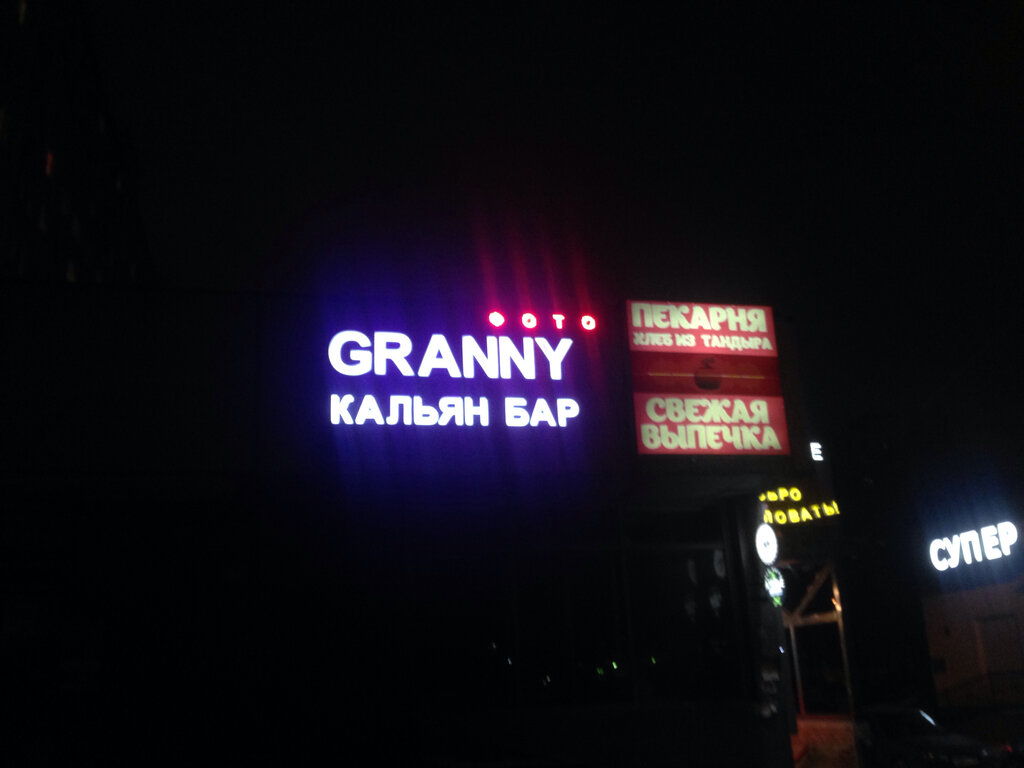 ФОТО
GRANNY
КАЛЬЯН БАР
ПЕКАРНЯ
ХЛЕБ ИЗ ТАНДЫРА
СВЕЖАЯ
ВЫПЕЧКА
Е
СУПЕР